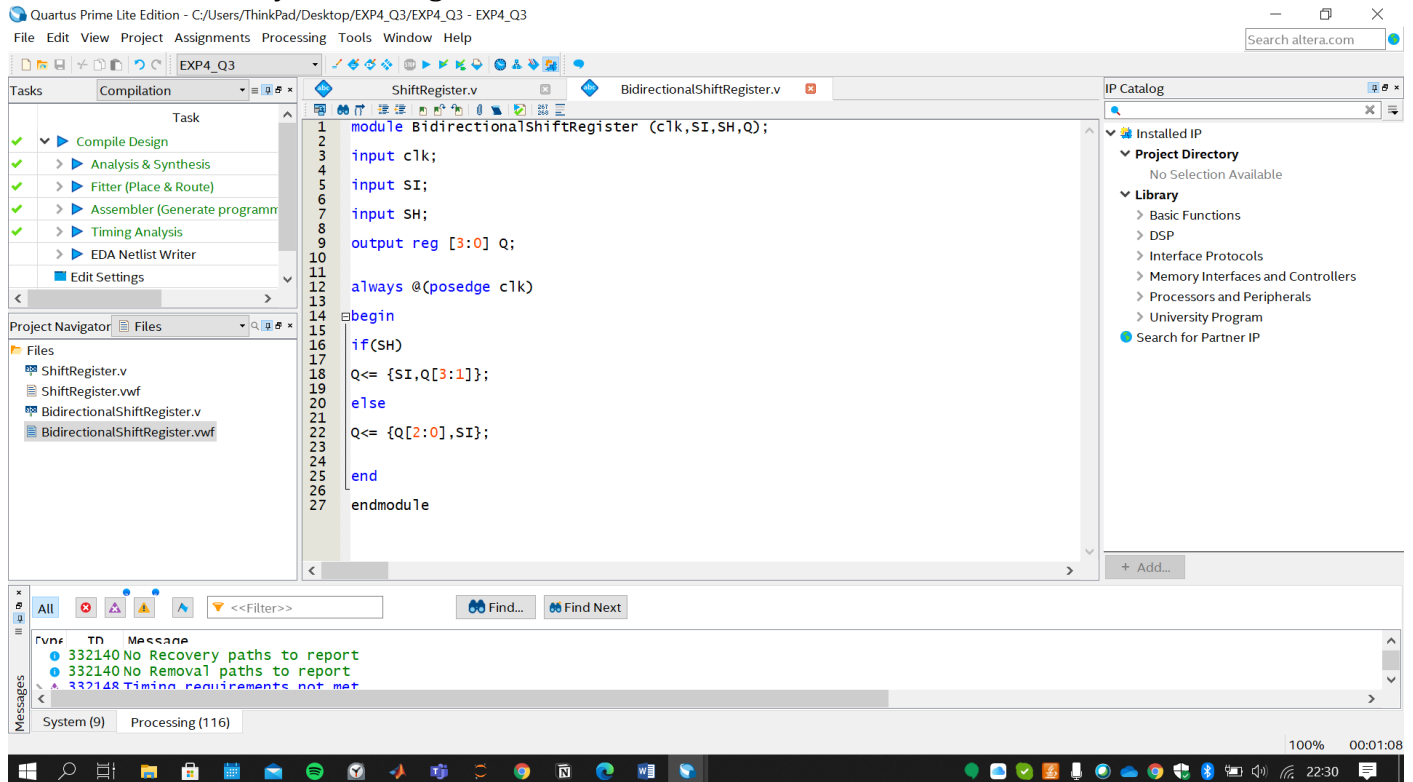 Quartus Prime Lite Edition - C:/Users/ThinkPad/Desktop/EXP4_Q3/EXP4_Q3 - EXP4_Q3
File Edit View Project Assignments Processing Tools Window Help
Search altera.com
EXP4_Q3
Tasks Compilation
ShiftRegister.v
BidirectionalShiftRegister.v
IP Catalog
Task
Compile Design
Analysis & Synthesis
Fitter (Place & Route)
Assembler (Generate programm
Timing Analysis
EDA Netlist Writer
Edit Settings
Project Navigator Files
Files
ShiftRegister.v
ShiftRegister.vwf
BidirectionalShiftRegister.v
BidirectionalShiftRegister.vwf
267
268
1 module BidirectionalShiftRegister (clk,SI,SH,Q);
2
3 input clk;
4
5 input SI;
6
7 input SH;
8
9 output reg [3:0] Q;
10
11
12 always @(posedge clk)
13
14 begin
15
16 if(SH)
17
18 Q<= {SI,Q[3:1]};
19
20 else
21
22 Q<= {Q[2:0],SI};
23
24
25 end
26
27 endmodule
Installed IP
Project Directory
No Selection Available
Library
Basic Functions
DSP
Interface Protocols
Memory Interfaces and Controllers
Processors and Peripherals
University Program
Search for Partner IP
+ Add...
All
<<Filter>>
Find...
Find Next
Type ID Message
332140 No Recovery paths to report
332140 No Removal paths to report
332148 Timing requirements not met
Messages
System (9)
Processing (116)
100% 00:01:08
22:30